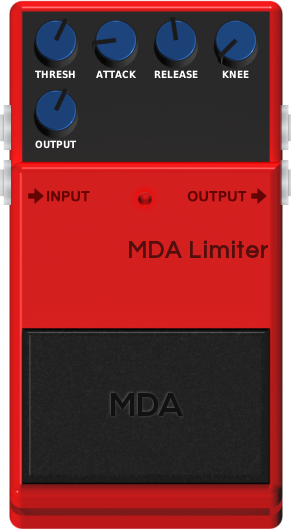 THRESH ATTACK RELEASE KNEE
OUTPUT
INPUT OUTPUT
MDA Limiter
MDA